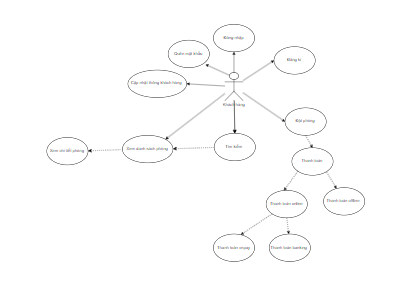 Đăng nhập
Quên mật khẩu
Đăng kí
Cập nhật thông tin khách hàng
Khách hàng
Đặt phòng
Tìm kiếm
Xem danh sách phòng
Xem chi tiết phòng
Thanh toán
Thanh toán online
Thanh toán offline
Thanh toán vnpay
Thanh toán banking